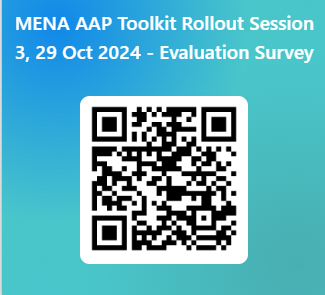 MENA AAP Toolkit Rollout Session
3, 29 Oct 2024 - Evaluation Survey